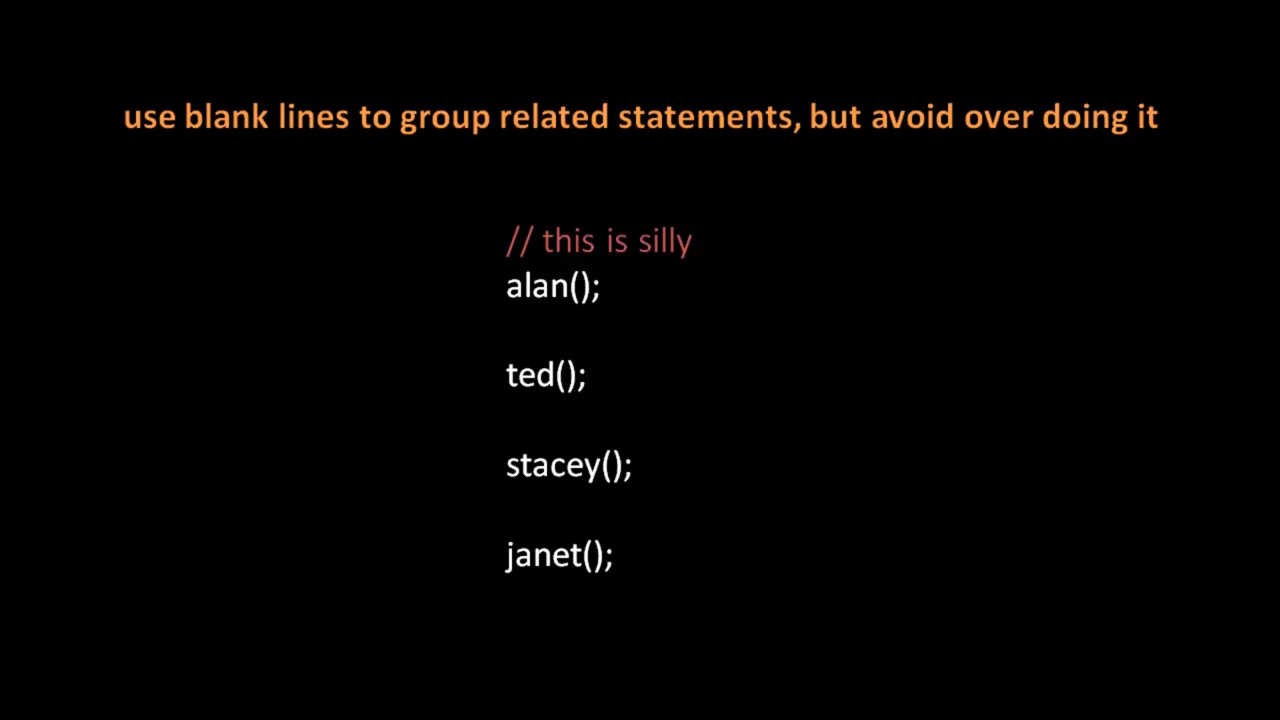 use blank lines to group related statements, but avoid over doing it
// this is silly
alan();
ted();
stacey();
janet();